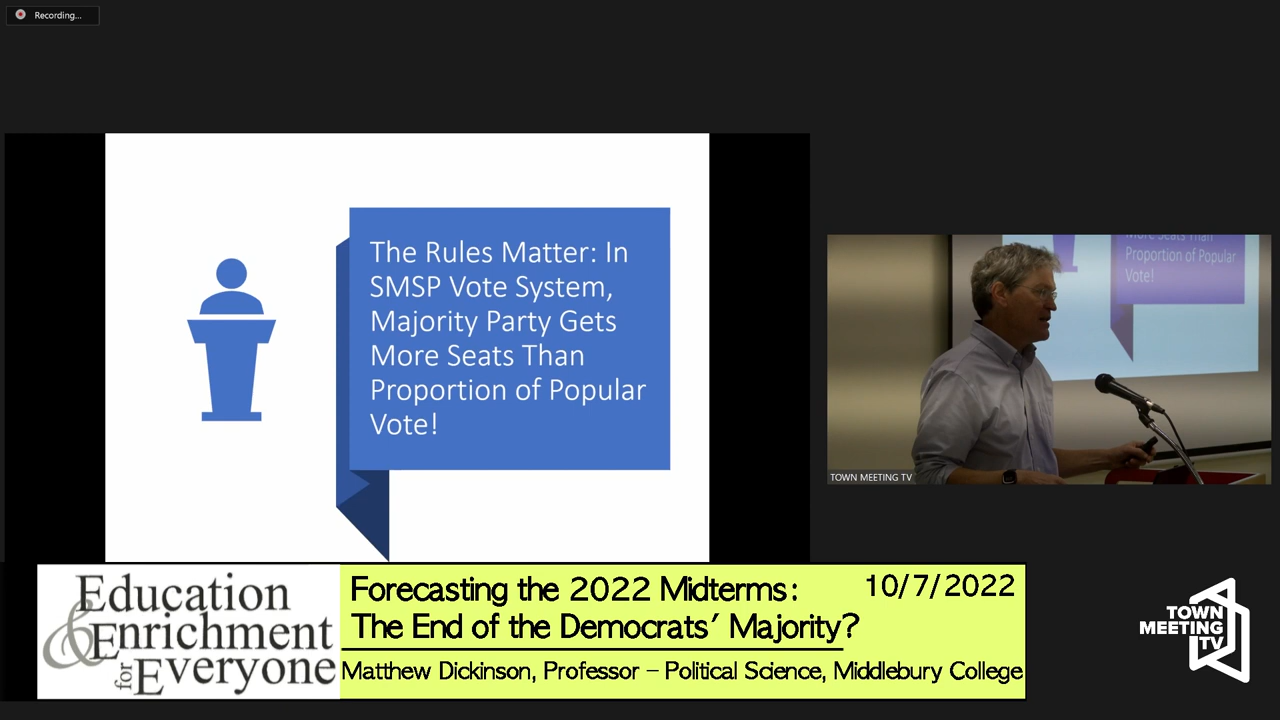 Recording...
The Rules Matter: In
SMSP Vote System,
Majority Party Gets
More Seats Than
Proportion of Popular
Vote!
More Seats Than
Proportion of Popular
Vote!
TOWN MEETING TV
Education
& Enrichment
for Everyone
Forecasting the 2022 Midterms:
10/7/2022
The End of the Democrats' Majority?
Matthew Dickinson, Professor – Political Science, Middlebury College
TOWN
MEETING
TV